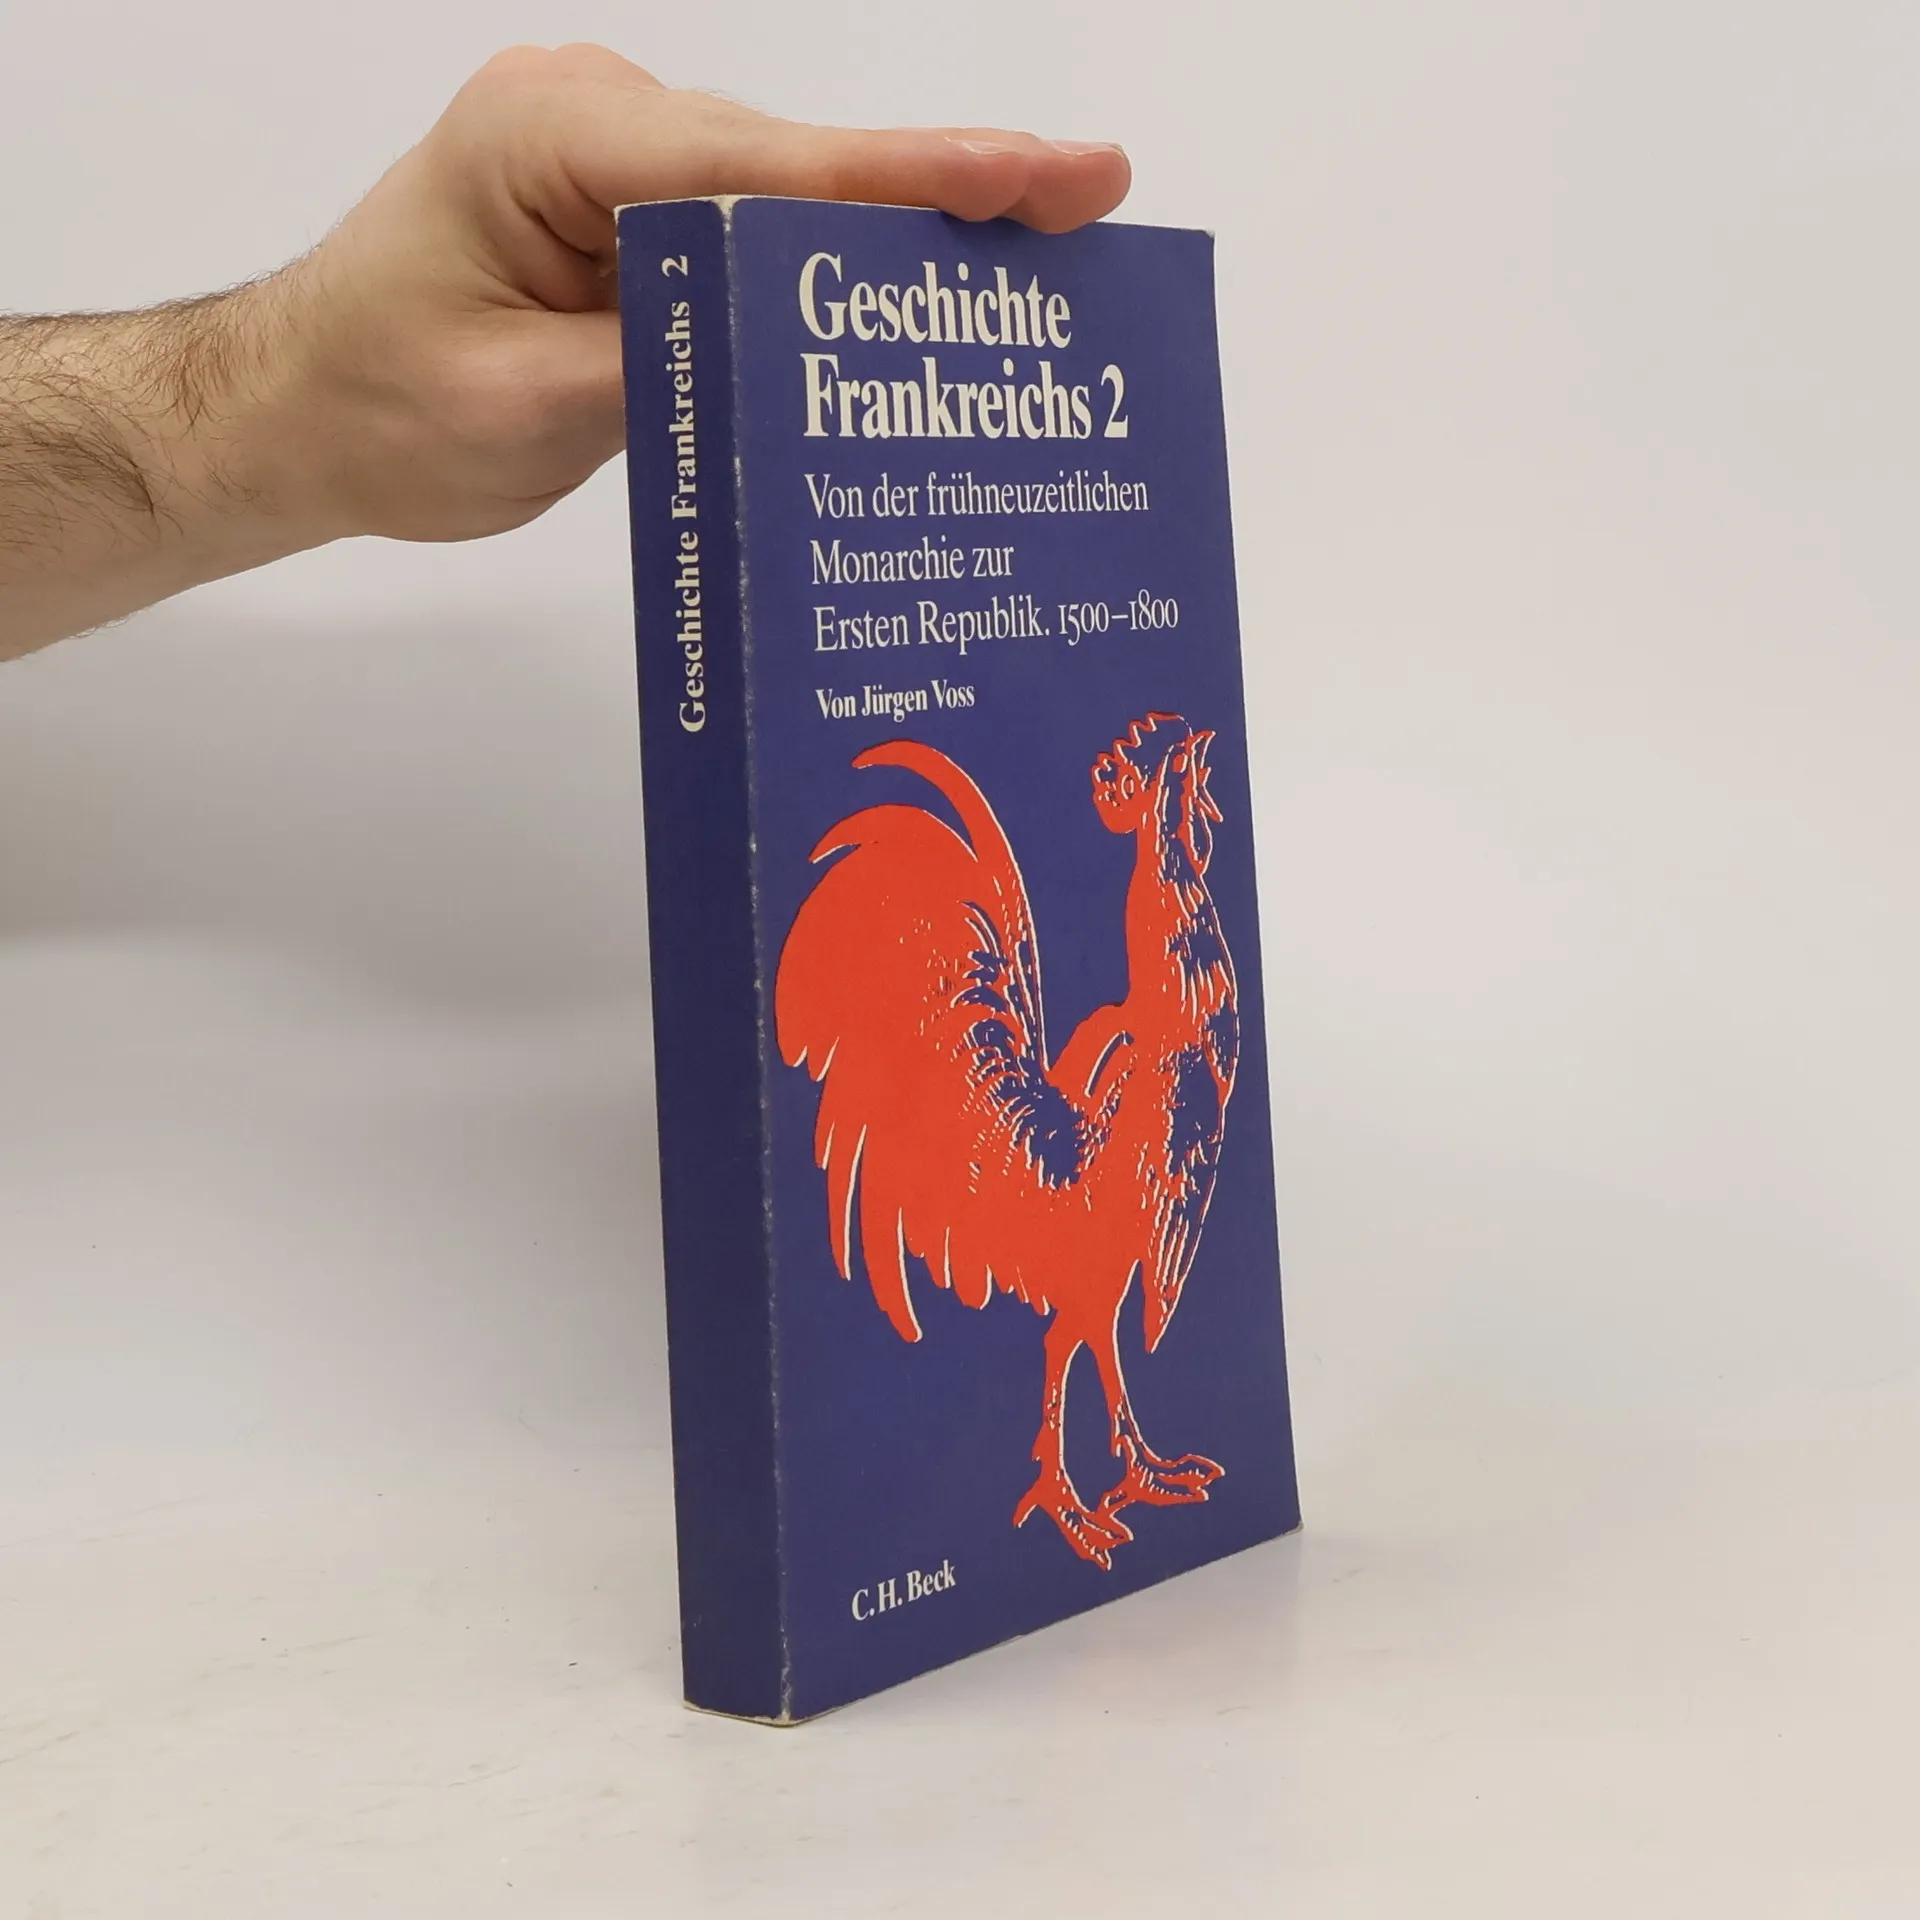 Geschichte Frankreichs 2
Geschichte
Frankreichs 2
Von der frühneuzeitlichen
Monarchie zur
Ersten Republik. 1500–1800
Von Jürgen Voss
C.H.Beck